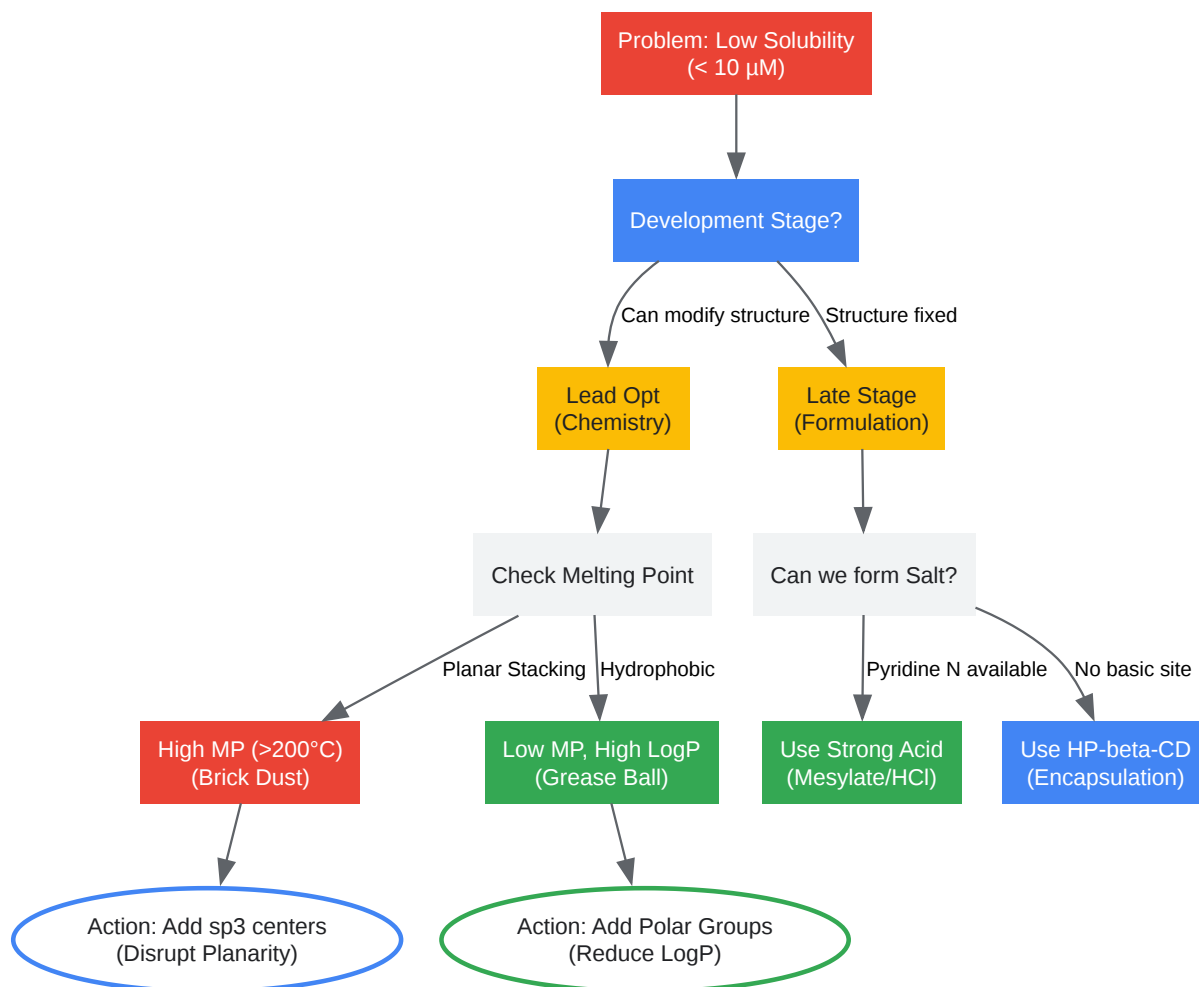 Problem: Low Solubility
(< 10 µM)
Development Stage?
Can modify structure
Structure fixed
Lead Opt
(Chemistry)
Late Stage
(Formulation)
Check Melting Point
Can we form Salt?
Planar Stacking
Hydrophobic
Pyridine N available
No basic site
High MP (>200°C)
(Brick Dust)
Low MP, High LogP
(Grease Ball)
Use Strong Acid
(Mesylate/HCl)
Use HP-beta-CD
(Encapsulation)
Action: Add sp3 centers
(Disrupt Planarity)
Action: Add Polar Groups
(Reduce LogP)